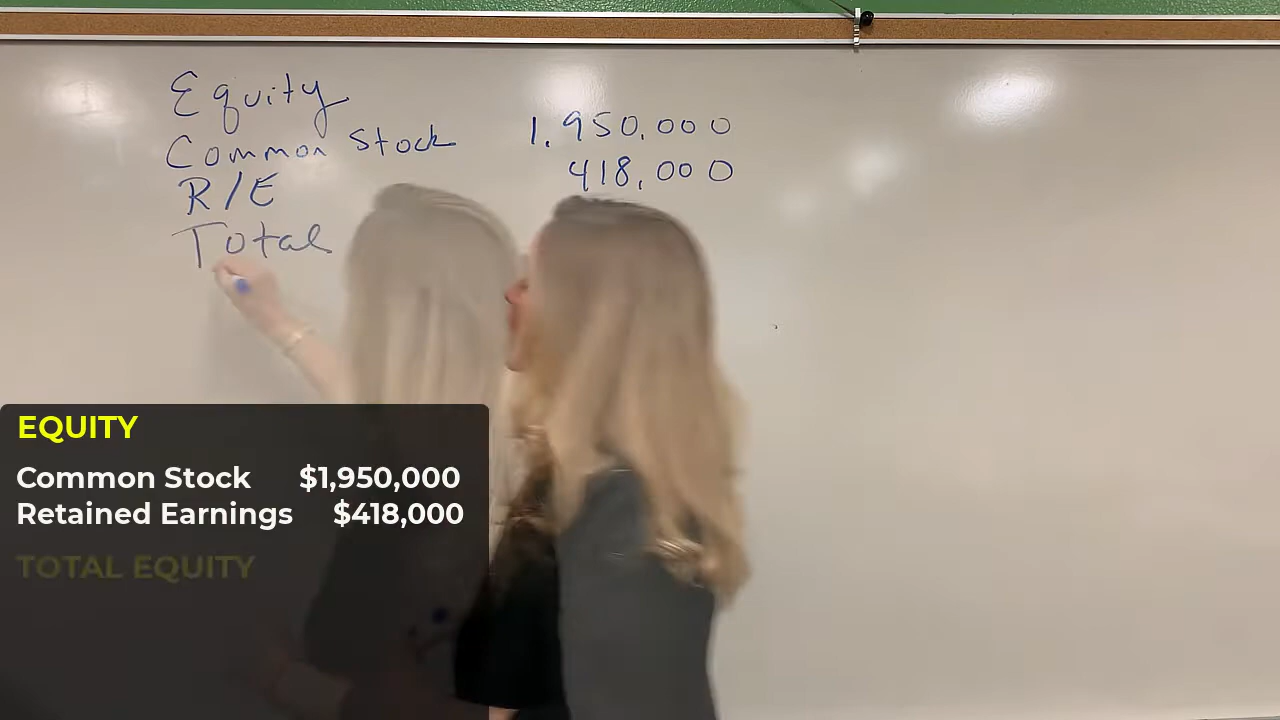 Equity
Common Stock 1,950,000
R/E 418,000
Total
EQUITY
Common Stock $1,950,000
Retained Earnings $418,000
TOTAL EQUITY